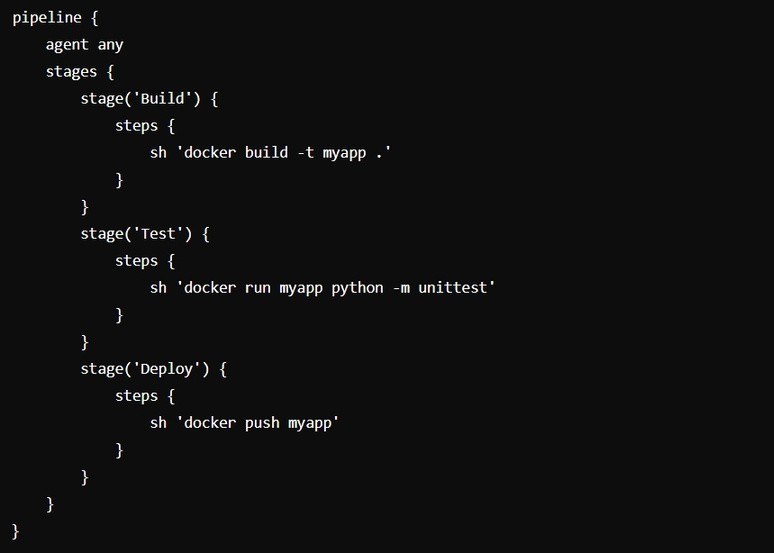 pipeline {
    agent any
    stages {
        stage('Build') {
            steps {
                sh 'docker build -t myapp .'
            }
        }
        stage('Test') {
            steps {
                sh 'docker run myapp python -m unittest'
            }
        }
        stage('Deploy') {
            steps {
                sh 'docker push myapp'
            }
        }
    }
}